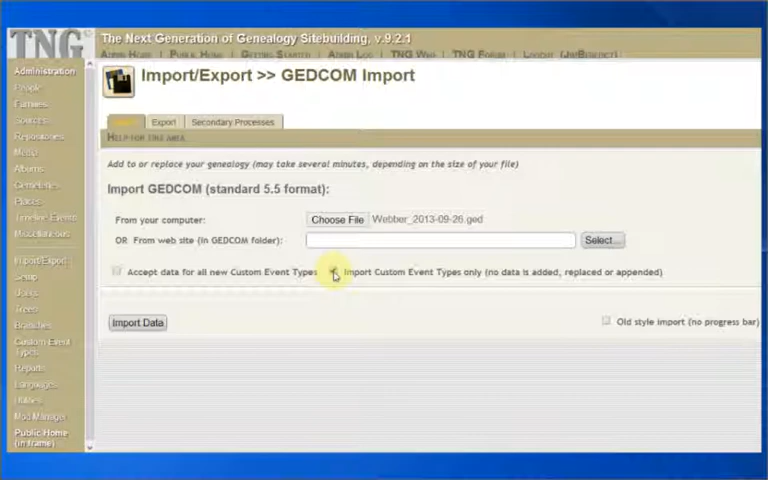 TNG
The Next Generation of Genealogy Sitebuilding, v.9.2.1
Admin Home | Public Home | Getting Started | Admin Log | TNG Wiki | TNG Forum | Logout
Import/Export >> GEDCOM Import
Export
Secondary Processes
Help for this area
Add to or replace your genealogy (may take several minutes, depending on the size of your file)
Import GEDCOM (standard 5.5 format):
From your computer: Choose File Webber_2013-09-26.ged
OR From web site (in GEDCOM folder): Select...
Accept data for all new Custom Event Types Import Custom Event Types only (no data is added, replaced or appended)
Import Data
Old style import (no progress bar)
Administration
People
Families
Sources
Repositories
Media
Albums
Cemeteries
Places
Timeline Events
Miscellaneous
Import/Export
Setup
Users
Trees
Branches
Custom Event
Types
Reports
Languages
Utilities
Mod Manager
Public Home
(in frame)